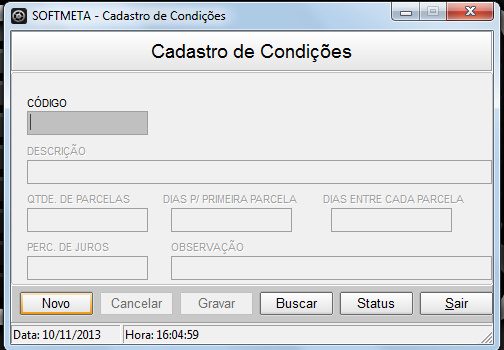 SOFTMETA - Cadastro de Condições
Cadastro de Condições
CÓDIGO
DESCRIÇÃO
QTDE. DE PARCELAS DIAS P/ PRIMEIRA PARCELA DIAS ENTRE CADA PARCELA
PERC. DE JUROS OBSERVAÇÃO
Novo Cancelar Gravar Buscar Status Sair
Data: 10/11/2013 Hora: 16:04:59